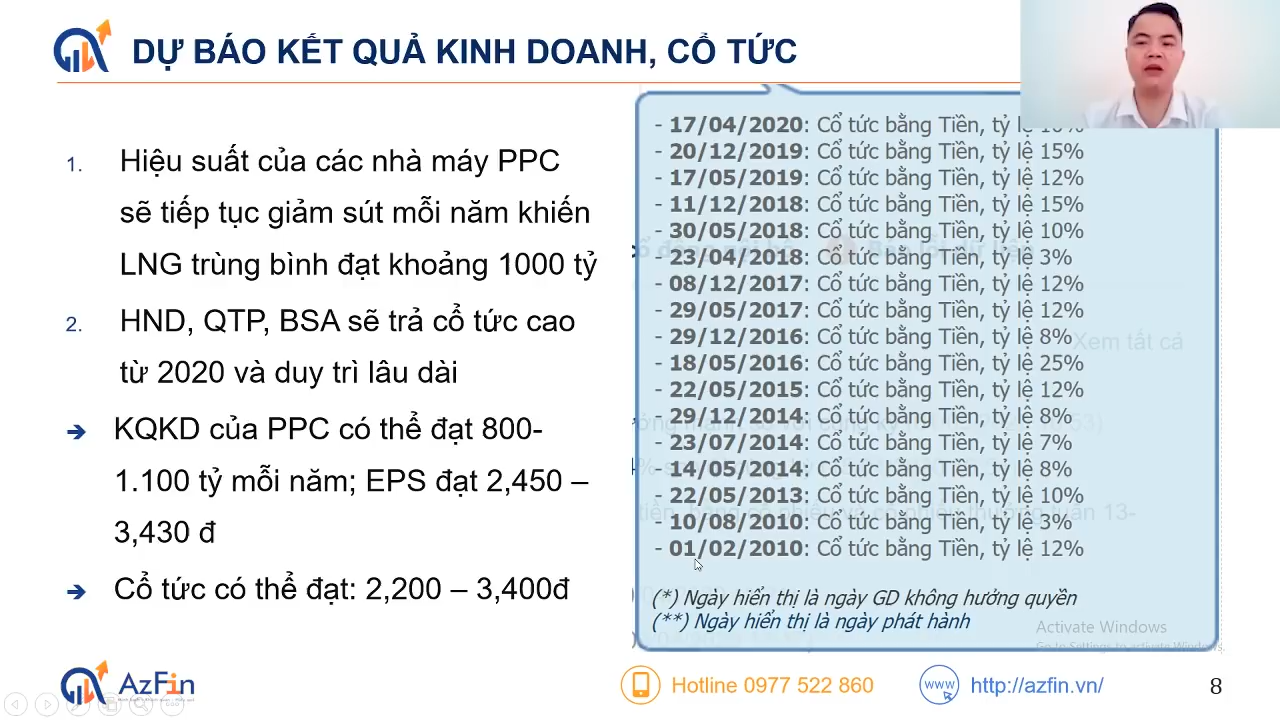 DỰ BÁO KẾT QUẢ KINH DOANH, CỔ TỨC
1. Hiệu suất của các nhà máy PPC
sẽ tiếp tục giảm sút mỗi năm khiến
LNG trùng bình đạt khoảng 1000 tỷ
2. HND, QTP, BSA sẽ trả cổ tức cao
từ 2020 và duy trì lâu dài
➔ KQKD của PPC có thể đạt 800-
1.100 tỷ mỗi năm; EPS đạt 2,450 –
3,430 đ
➔ Cổ tức có thể đạt: 2,200 – 3,400đ
- 17/04/2020: Cổ tức bằng Tiền, tỷ lệ
- 20/12/2019: Cổ tức bằng Tiền, tỷ lệ 15%
- 17/05/2019: Cổ tức bằng Tiền, tỷ lệ 12%
- 11/12/2018: Cổ tức bằng Tiền, tỷ lệ 15%
- 30/05/2018: Cổ tức bằng Tiền, tỷ lệ 10%
- 23/04/2018: Cổ tức bằng Tiền, tỷ lệ 3%
- 08/12/2017: Cổ tức bằng Tiền, tỷ lệ 12%
- 29/05/2017: Cổ tức bằng Tiền, tỷ lệ 12%
- 29/12/2016: Cổ tức bằng Tiền, tỷ lệ 8%
Xem tất cả
- 18/05/2016: Cổ tức bằng Tiền, tỷ lệ 25%
- 22/05/2015: Cổ tức bằng Tiền, tỷ lệ 12%
- 29/12/2014: Cổ tức bằng Tiền, tỷ lệ 8%
- 23/07/2014: Cổ tức bằng Tiền, tỷ lệ 7%
- 14/05/2014: Cổ tức bằng Tiền, tỷ lệ 8%
- 22/05/2013: Cổ tức bằng Tiền, tỷ lệ 10%
- 10/08/2010: Cổ tức bằng Tiền, tỷ lệ 3%
- 01/02/2010: Cổ tức bằng Tiền, tỷ lệ 12%
(*) Ngày hiển thị là ngày GD không hưởng quyền
(**) Ngày hiển thị là ngày phát hành
Activate Windows
Go to Settings to activate Windows.
AzFin
Hotline 0977 522 860
www
http://azfin.vn/
8